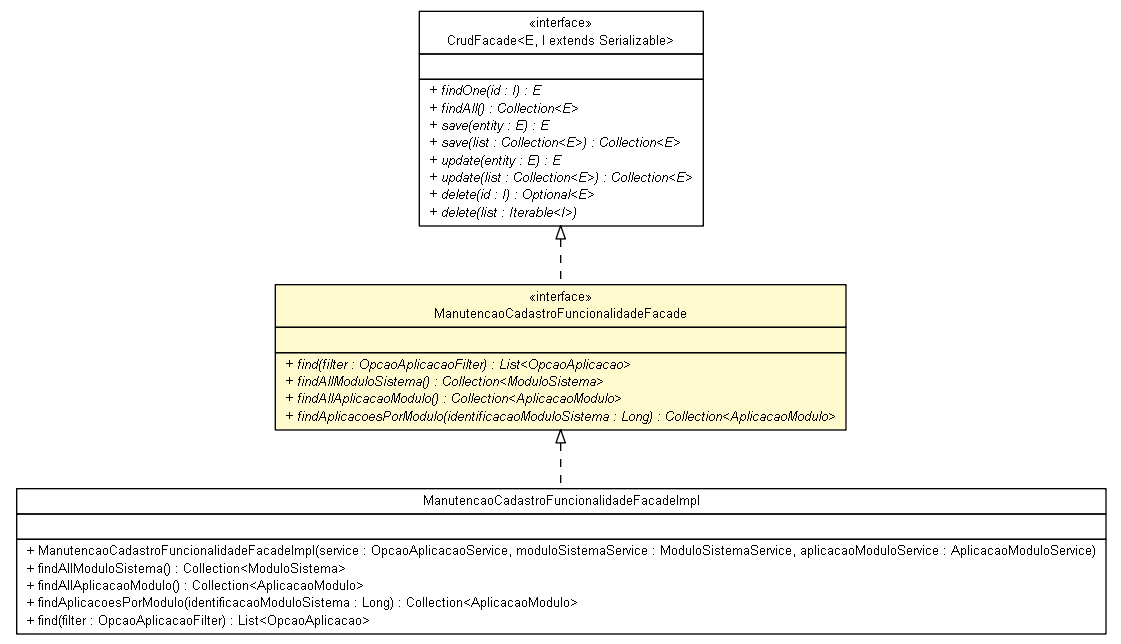 «interface»
CrudFacade<E, I extends Serializable>
+ findOne(id : I) : E
+ findAll() : Collection<E>
+ save(entity : E) : E
+ save(list : Collection<E>) : Collection<E>
+ update(entity : E) : E
+ update(list : Collection<E>) : Collection<E>
+ delete(id : I) : Optional<E>
+ delete(list : Iterable<I>)
«interface»
ManutencaoCadastroFuncionalidadeFacade
+ find(filter : OpcaoAplicacaoFilter) : List<OpcaoAplicacao>
+ findAllModuloSistema() : Collection<ModuloSistema>
+ findAllAplicacaoModulo() : Collection<AplicacaoModulo>
+ findAplicacoesPorModulo(identificacaoModuloSistema : Long) : Collection<AplicacaoModulo>
ManutencaoCadastroFuncionalidadeFacadeImpl
+ ManutencaoCadastroFuncionalidadeFacadeImpl(service : OpcaoAplicacaoService, moduloSistemaService : ModuloSistemaService, aplicacaoModuloService : AplicacaoModuloService)
+ findAllModuloSistema() : Collection<ModuloSistema>
+ findAllAplicacaoModulo() : Collection<AplicacaoModulo>
+ findAplicacoesPorModulo(identificacaoModuloSistema : Long) : Collection<AplicacaoModulo>
+ find(filter : OpcaoAplicacaoFilter) : List<OpcaoAplicacao>